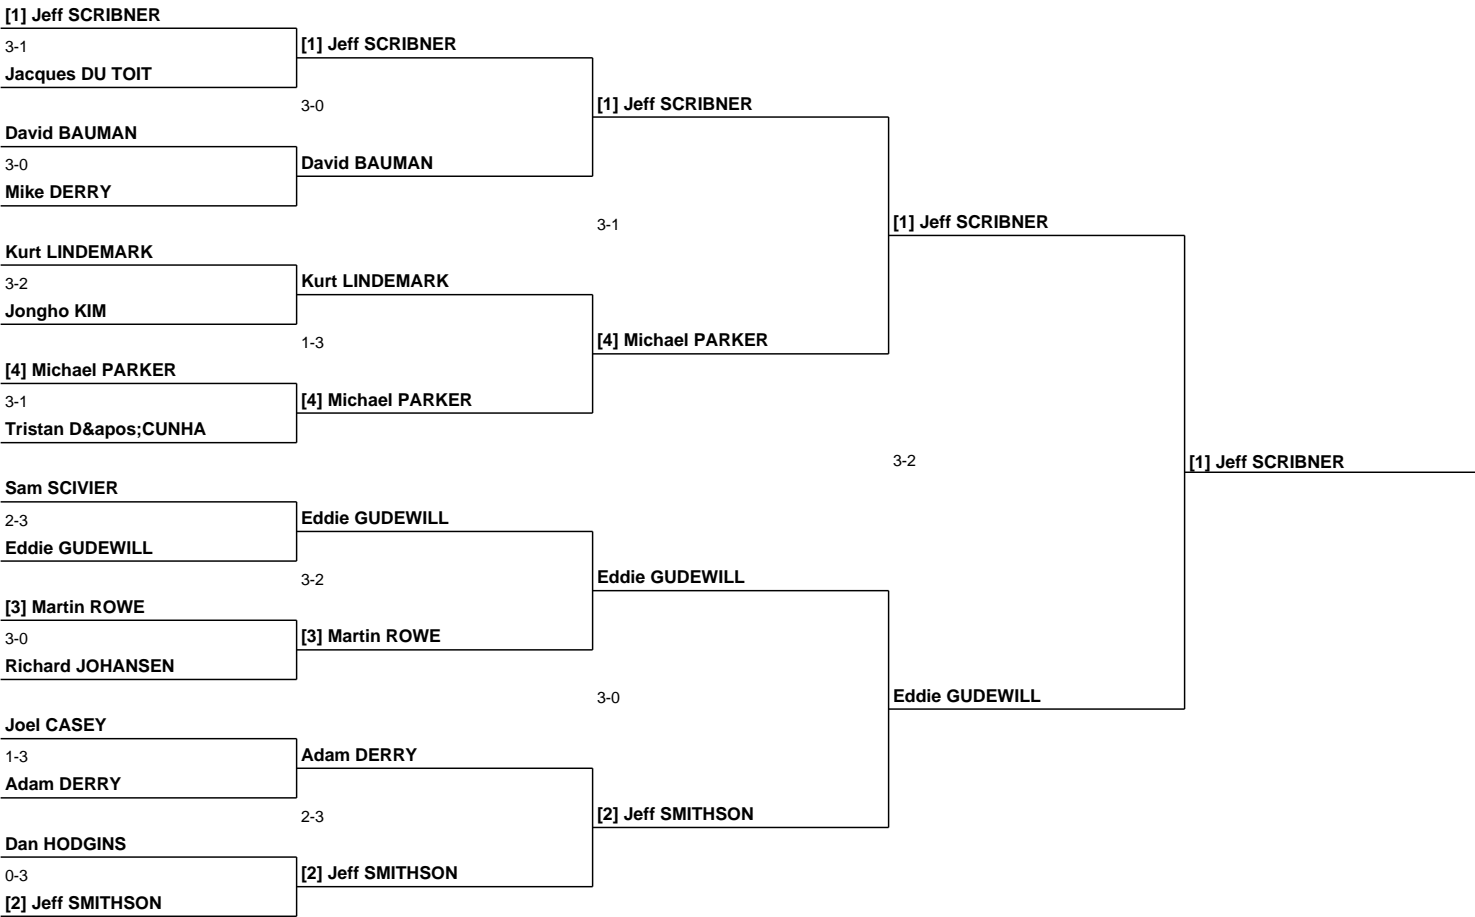 [1] Jeff SCRIBNER
3-1
[1] Jeff SCRIBNER
Jacques DU TOIT
3-0
[1] Jeff SCRIBNER
David BAUMAN
3-0
David BAUMAN
Mike DERRY
3-1
[1] Jeff SCRIBNER
Kurt LINDEMARK
3-2
Kurt LINDEMARK
Jongho KIM
1-3
[4] Michael PARKER
[4] Michael PARKER
3-1
[4] Michael PARKER
Tristan D&apos;CUNHA
3-2
[1] Jeff SCRIBNER
Sam SCIVIER
2-3
Eddie GUDEWILL
Eddie GUDEWILL
3-2
Eddie GUDEWILL
[3] Martin ROWE
3-0
[3] Martin ROWE
Richard JOHANSEN
3-0
Eddie GUDEWILL
Joel CASEY
1-3
Adam DERRY
Adam DERRY
2-3
[2] Jeff SMITHSON
Dan HODGINS
0-3
[2] Jeff SMITHSON
[2] Jeff SMITHSON